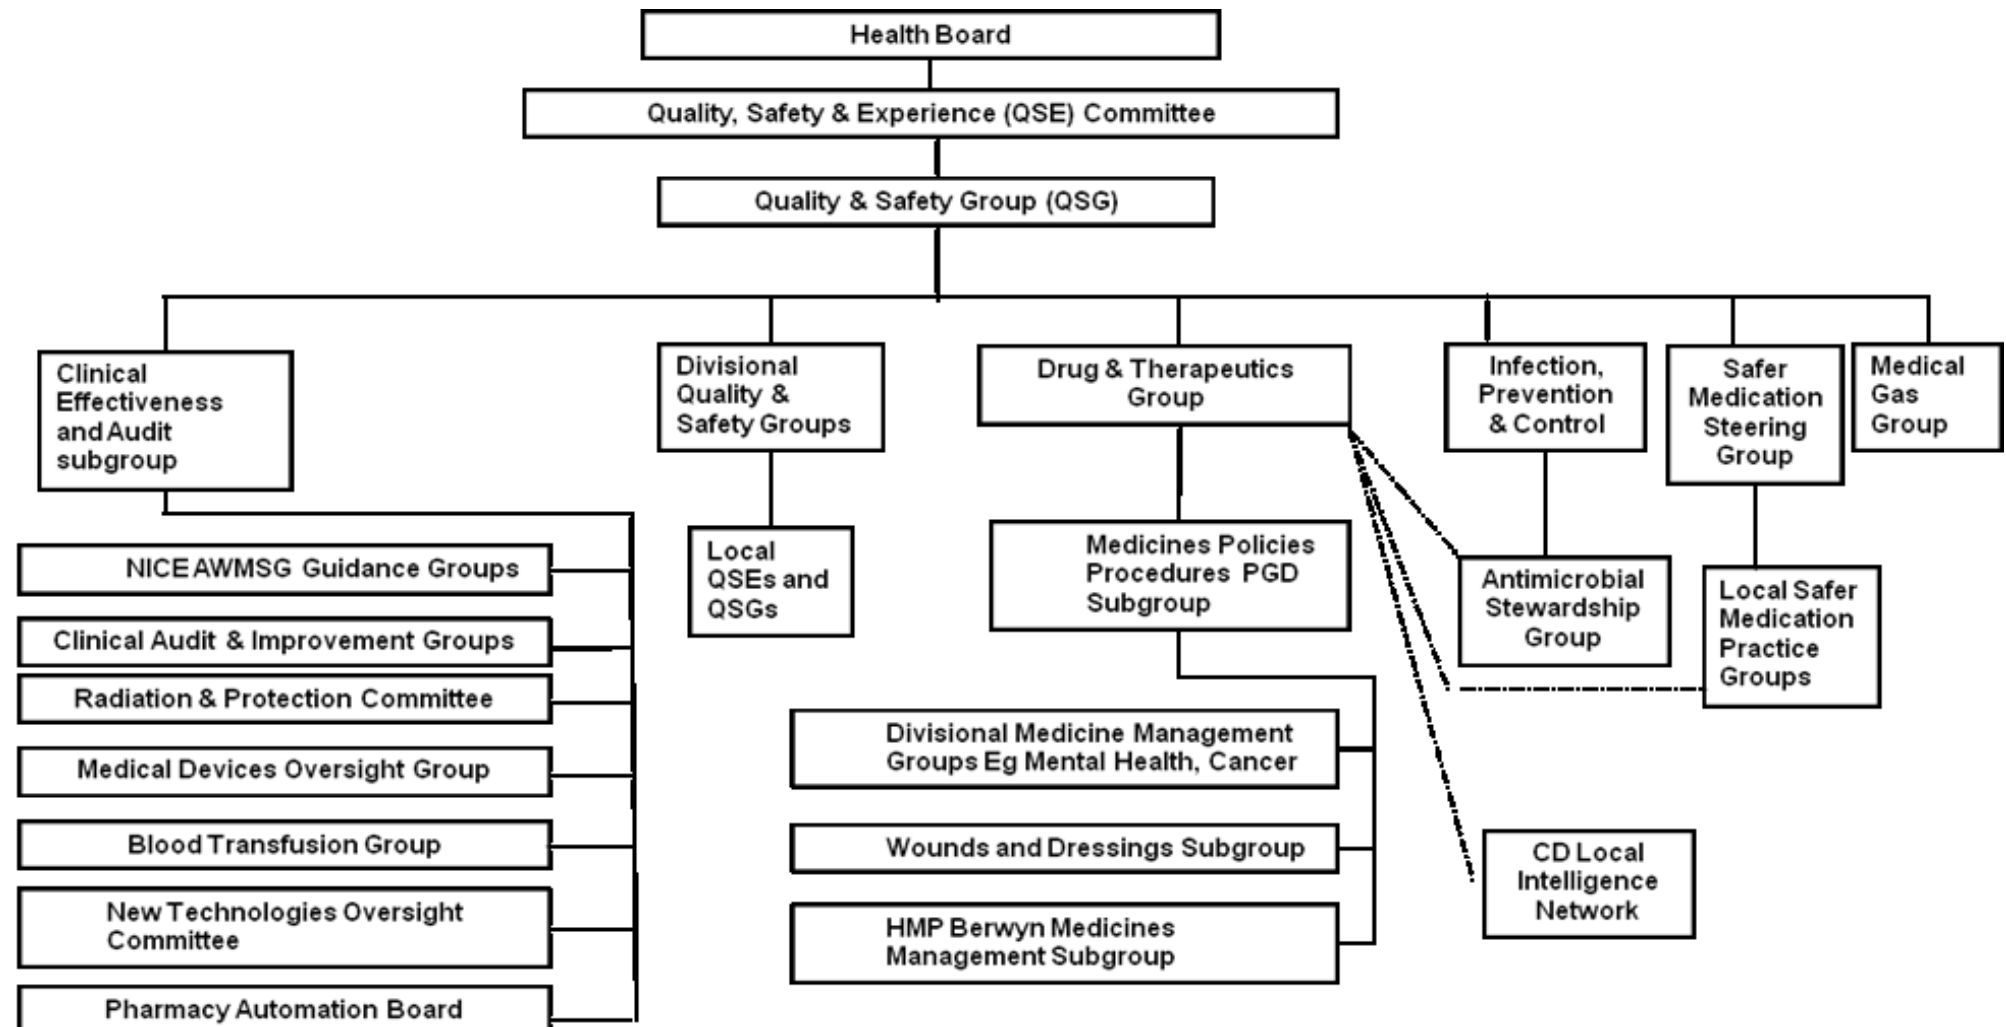 Health Board
Quality, Safety & Experience (QSE) Committee
Quality & Safety Group (QSG)
Clinical
Effectiveness
and Audit
subgroup
Divisional
Quality &
Safety Groups
Drug & Therapeutics
Group
Infection,
Prevention
& Control
Safer
Medication
Steering
Group
Medical
Gas
Group
NICE AWMSG Guidance Groups
Clinical Audit & Improvement Groups
Radiation & Protection Committee
Medical Devices Oversight Group
Blood Transfusion Group
New Technologies Oversight
Committee
Pharmacy Automation Board
Local
QSEs and
QSGs
Medicines Policies
Procedures PGD
Subgroup
Divisional Medicine Management
Groups Eg Mental Health, Cancer
Wounds and Dressings Subgroup
HMP Berwyn Medicines
Management Subgroup
Antimicrobial
Stewardship
Group
Local Safer
Medication
Practice
Groups
CD Local
Intelligence
Network